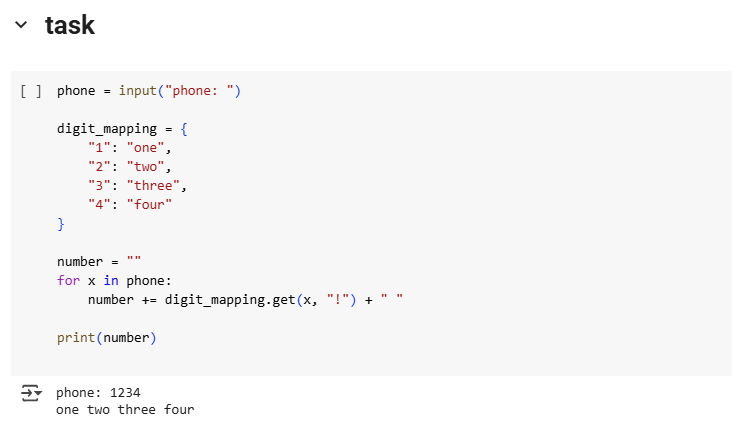 task
[ ] phone = input("phone: ")
digit_mapping = {
"1": "one",
"2": "two",
"3": "three",
"4": "four"
}
number = ""
for x in phone:
number += digit_mapping.get(x, "!") + " "
print(number)
phone: 1234
one two three four